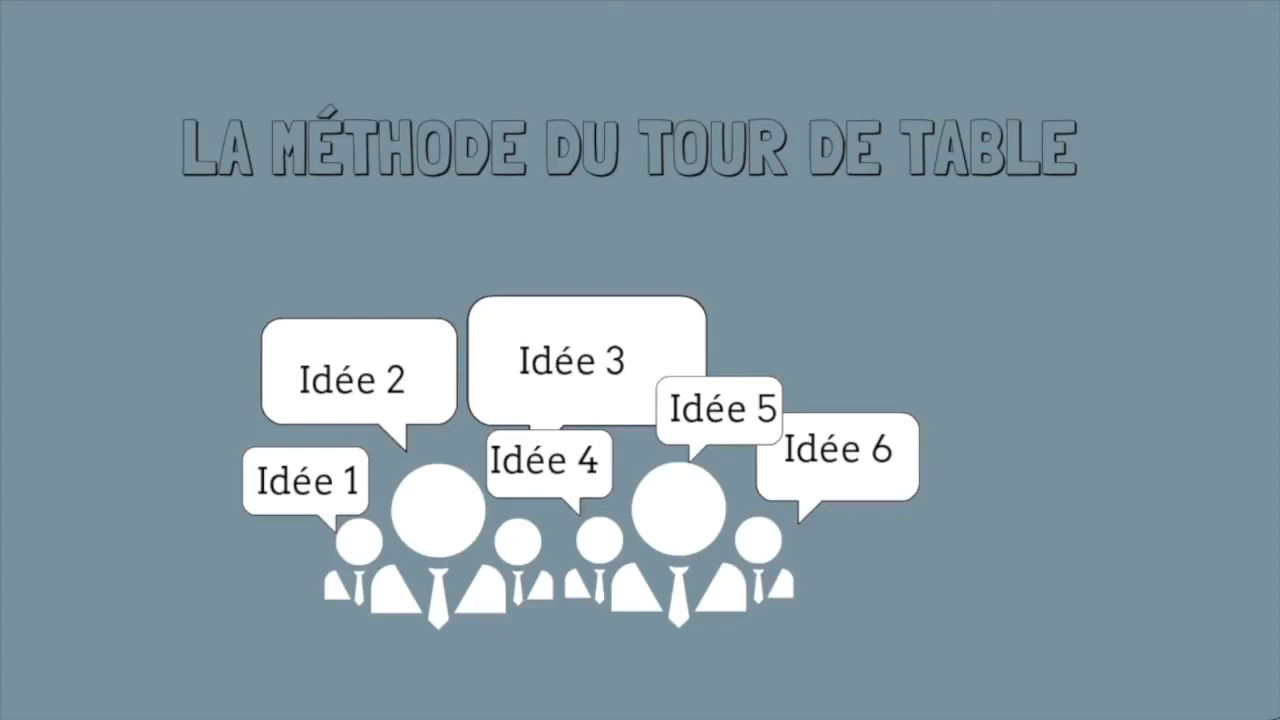 LA MÉTHODE DU TOUR DE TABLE
Idée 1
Idée 2
Idée 3
Idée 4
Idée 5
Idée 6